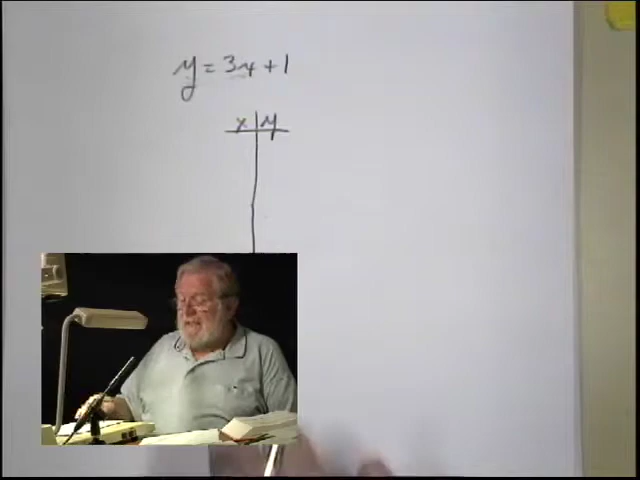 y = 3x + 1
x | y